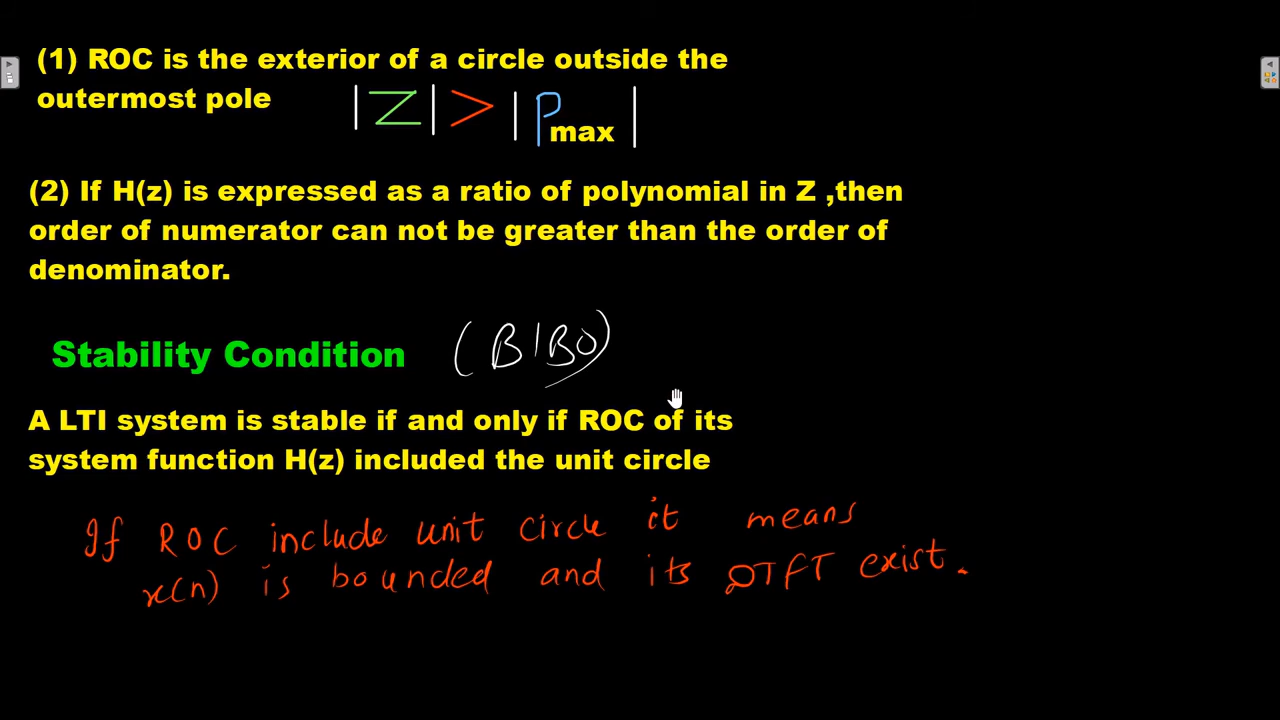 (1) ROC is the exterior of a circle outside the
outermost pole |Z| > |Pmax|
(2) If H(z) is expressed as a ratio of polynomial in Z ,then
order of numerator can not be greater than the order of
denominator.
Stability Condition (BIBO)
A LTI system is stable if and only if ROC of its
system function H(z) included the unit circle
If ROC include unit circle it means
x(n) is bounded and its DTFT exist.